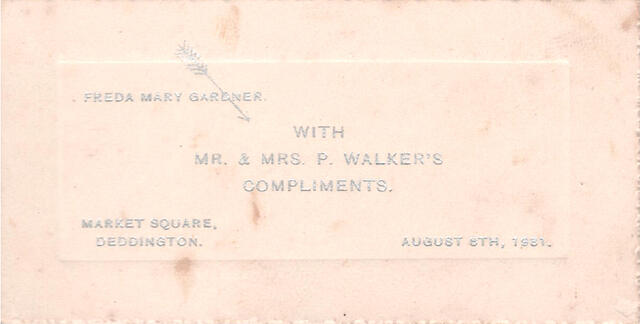 FREDA MARY GARDNER.
WITH
MR. & MRS. P. WALKER'S
COMPLIMENTS.
MARKET SQUARE,
DEDDINGTON.
AUGUST 8TH, 1931.